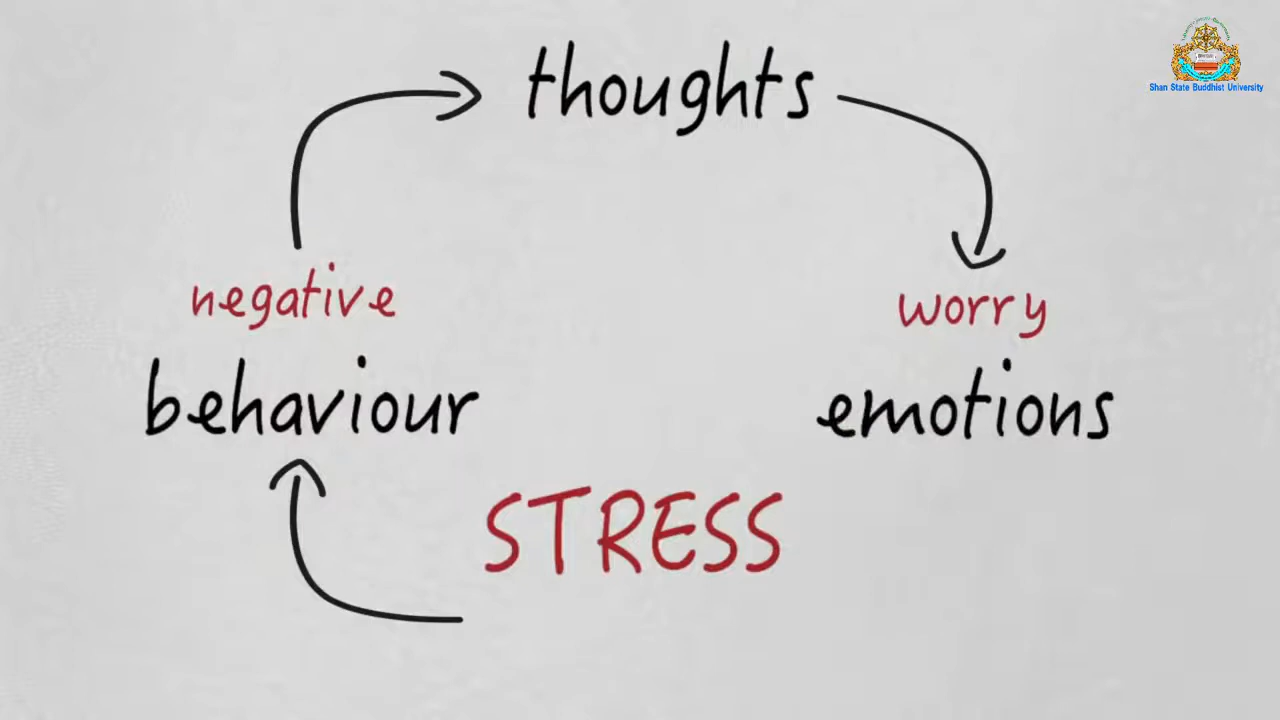 thoughts
Shan State Buddhist University
negative
worry
behaviour
emotions
STRESS